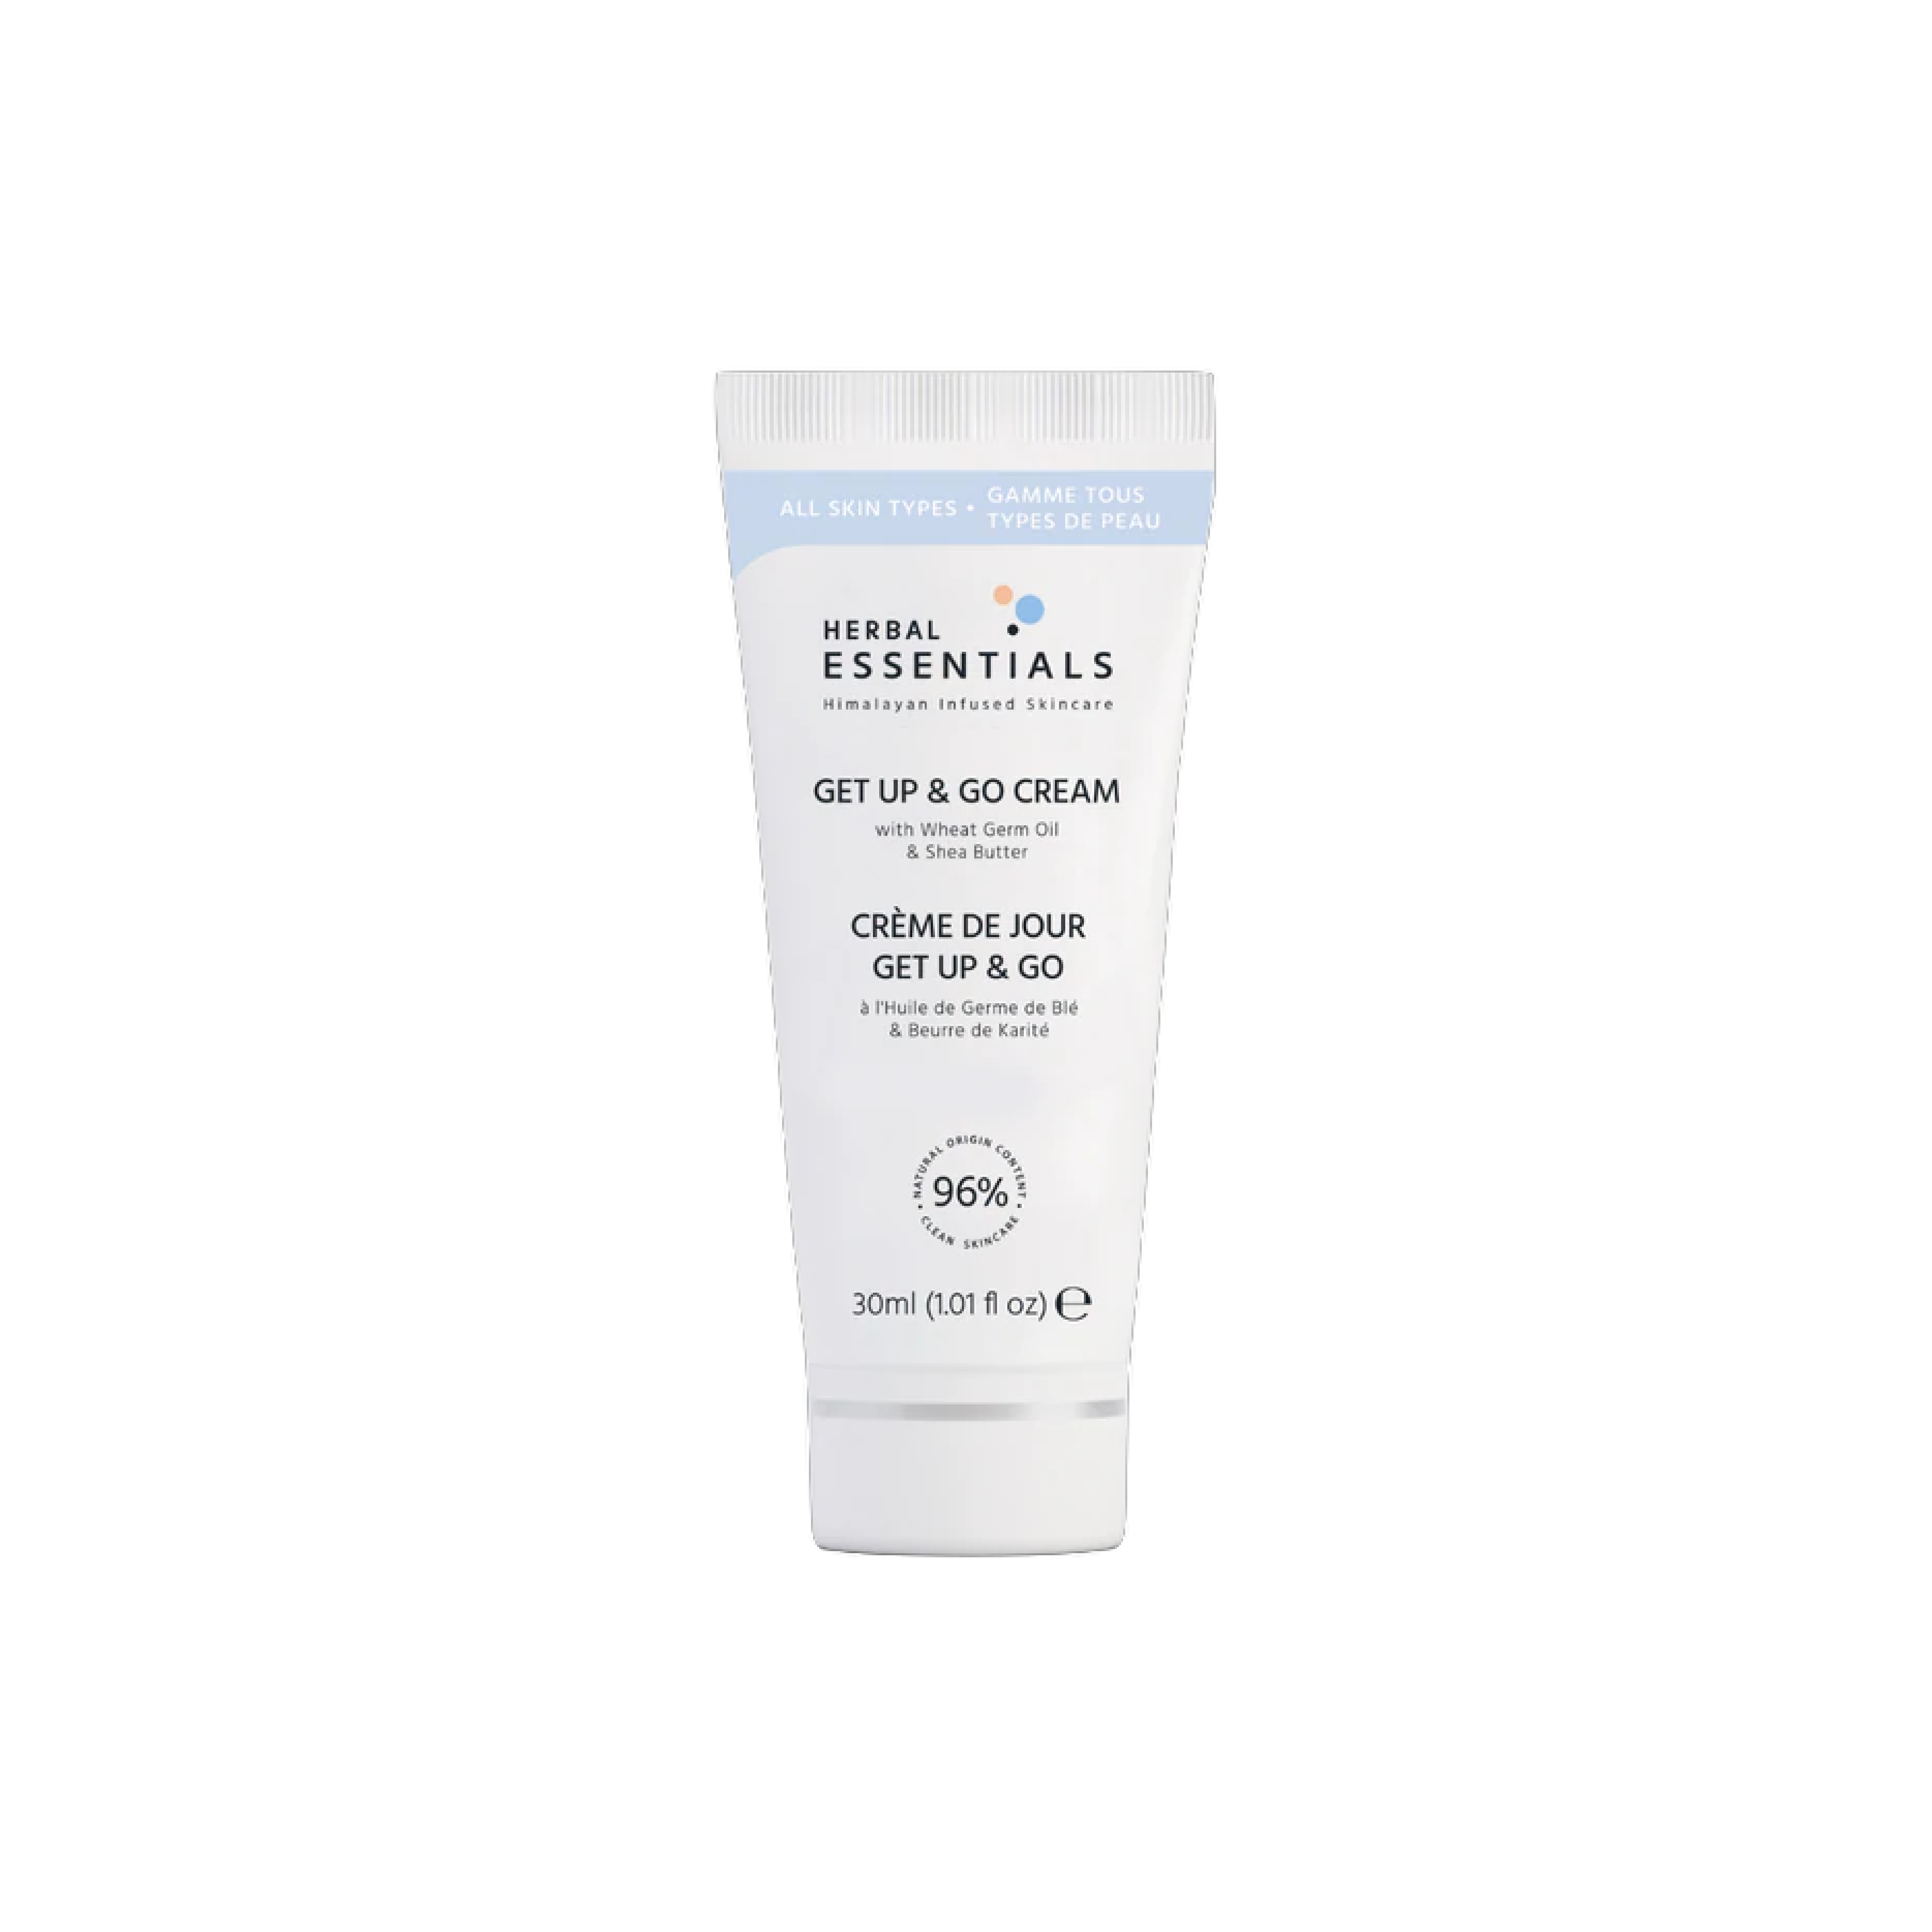 ALL SKIN TYPES • GAMME TOUS
TYPES DE PEAU
HERBAL
ESSENTIALS
Himalayan Infused Skincare
GET UP & GO CREAM
with Wheat Germ Oil
& Shea Butter
CRÈME DE JOUR
GET UP & GO
à l'Huile de Germe de Blé
& Beurre de Karité
• NATURAL ORIGIN CONTENT •
96%
CLEAN SKINCARE
30ml (1.01 fl oz) ℮